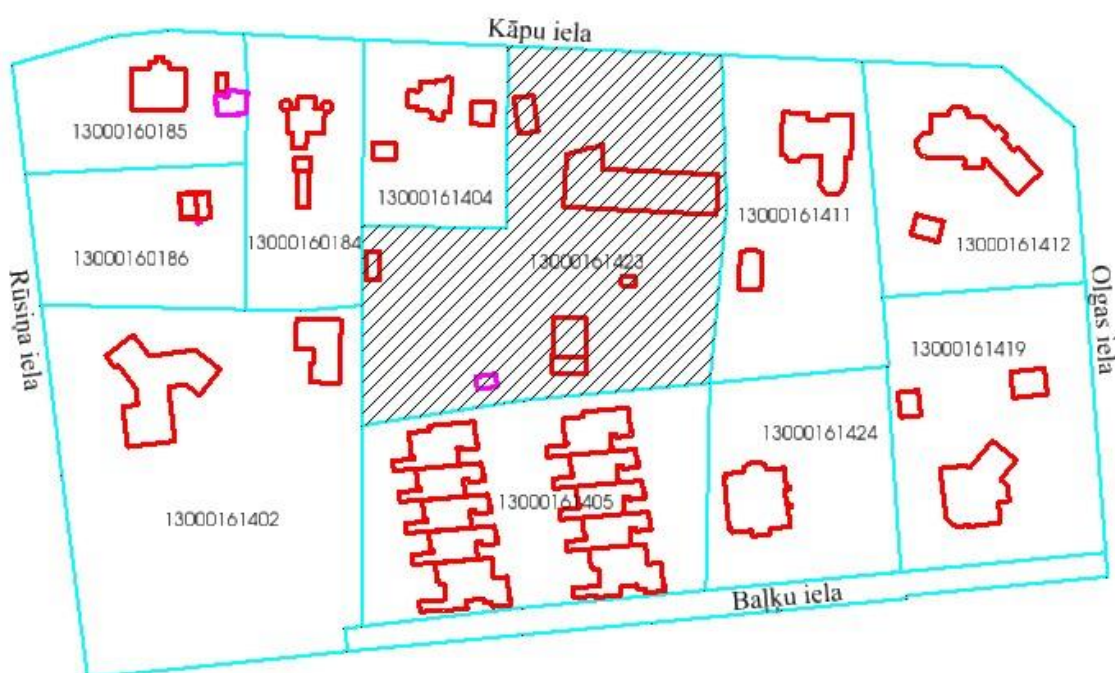 Kāpu iela
13000160185
13000161404
13000161411
13000160184
13000161412
13000160186
13000161423
Rūsiņa iela
Olgas iela
13000161419
13000161424
13000161405
13000161402
Baļķu iela